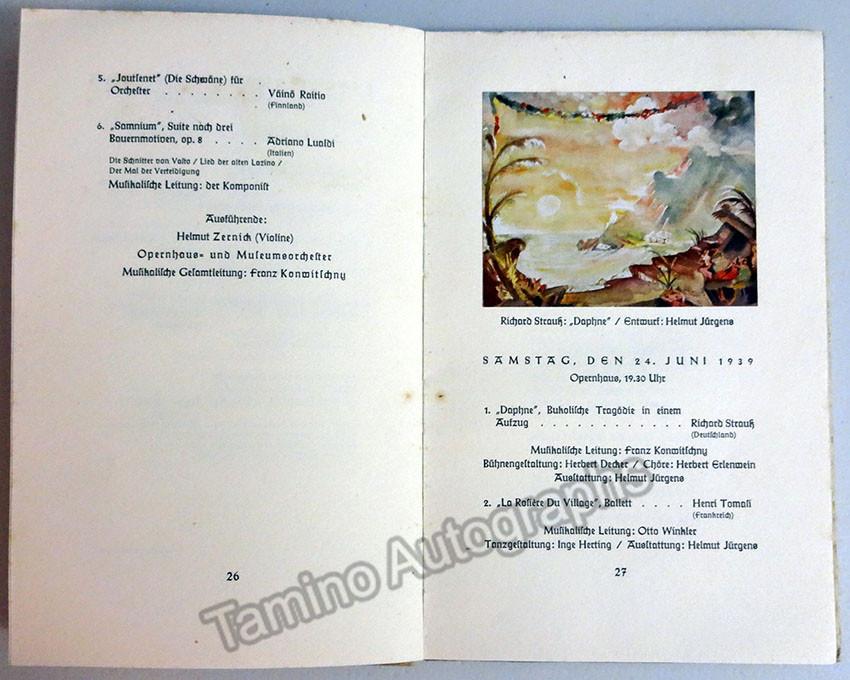 5. „Joutsenet" (Die Schwäne) für
Orchester . . . . . . . . Väinö Raitio
(Finnland)
6. „Samnium", Suite nach drei
Bauernmotiven, op. 8 . . . . Adriano Lualdi
(Italien)
Die Schnitter von Valto / Lied der alten Lazino /
Der Mai der Verteidigung
Musikalische Leitung: der Komponist
Ausführende:
Helmut Zernick (Violine)
Opernhaus- und Museumsorchester
Musikalische Gesamtleitung: Franz Konwitschny
26
Richard Strauß: „Daphne" / Entwurf: Helmut Jürgens
SAMSTAG, DEN 24. JUNI 1939
Opernhaus, 19.30 Uhr
1. „Daphne", Bukolische Tragödie in einem
Aufzug . . . . . . . . . . . . Richard Strauß
(Deutschland)
Musikalische Leitung: Franz Konwitschny
Bühnengestaltung: Herbert Decker / Chöre: Herbert Erlenwein
Ausstattung: Helmut Jürgens
2. „La Rosière Du Village", Ballett . . Henri Tomasi
(Frankreich)
Musikalische Leitung: Otto Winkler
Tanzgestaltung: Inge Herting / Ausstattung: Helmut Jürgens
27
Tamino Autographs